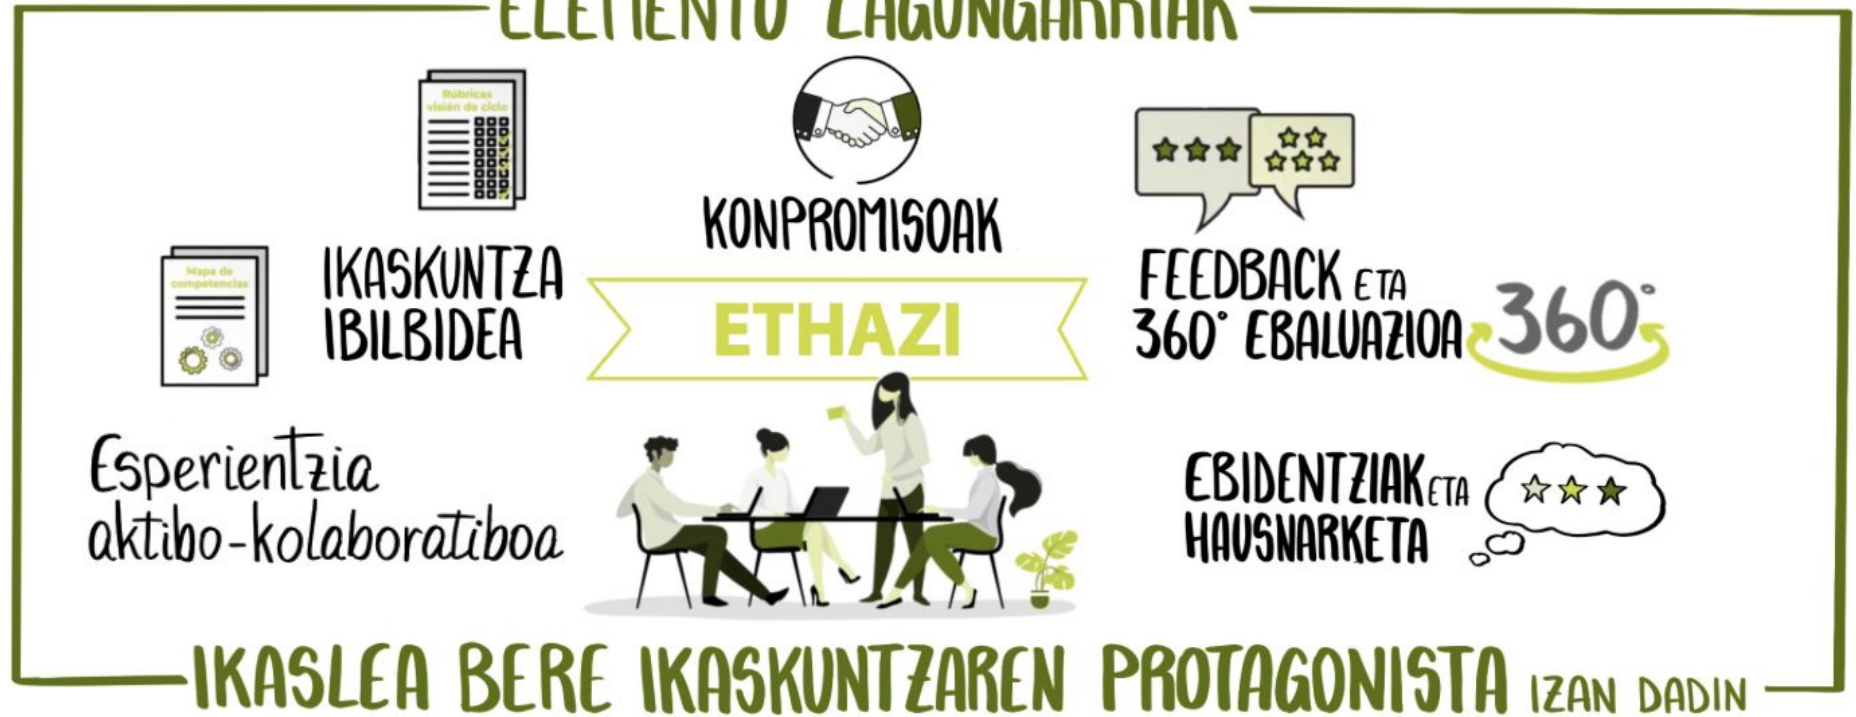 ELEMENTU LAGUNGARRIAK
Rúbricas
visión de ciclo
KONPROMISOAK
Mapa de
competencias
IKASKUNTZA
IBILBIDEA
ETHAZI
FEEDBACK ETA
360° EBALUAZIOA
360°
Esperientzia
aktibo-kolaboratiboa
EBIDENTZIAK ETA
HAUSNARKETA
IKASLEA BERE IKASKUNTZAREN PROTAGONISTA IZAN DADIN